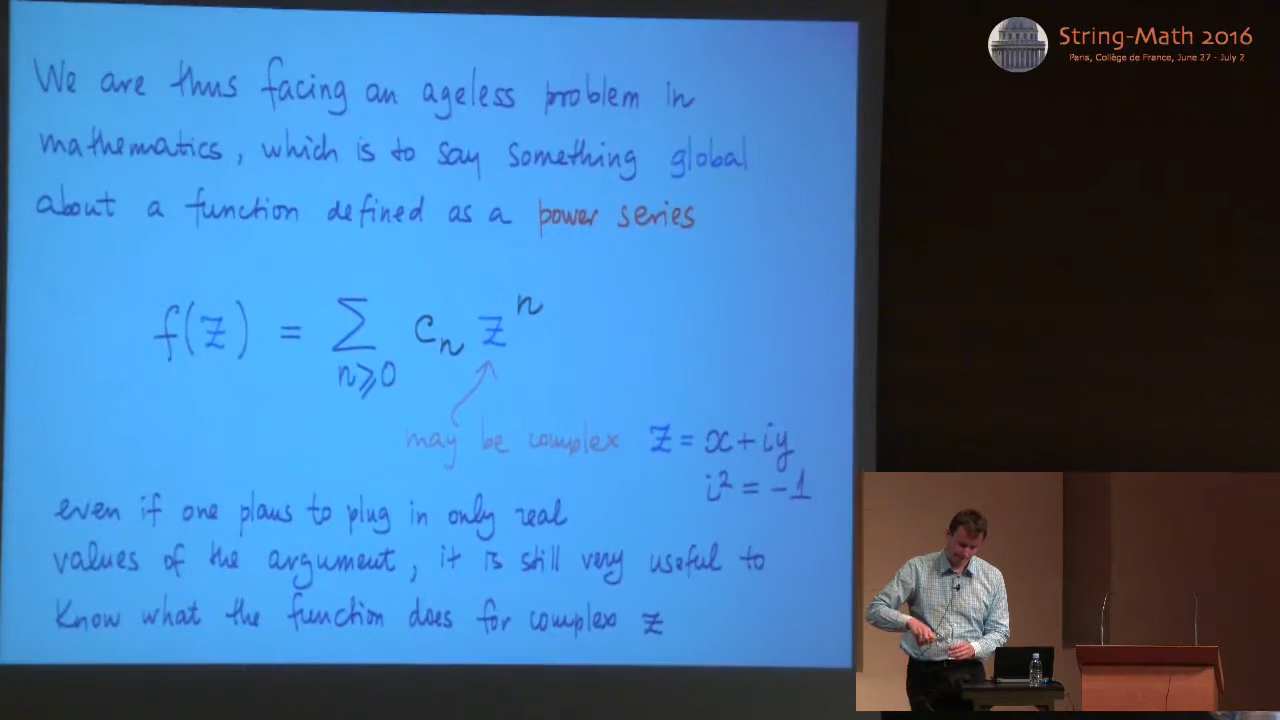 We are thus facing an ageless problem in
mathematics, which is to say something global
about a function defined as a power series
f(z) = ∑ c_n z^n
n⩾0
may be complex z = x + iy
i² = -1
even if one plans to plug in only real
values of the argument, it is still very useful to
know what the function does for complex z
String-Math 2016
Paris, Collège de France, June 27 - July 2